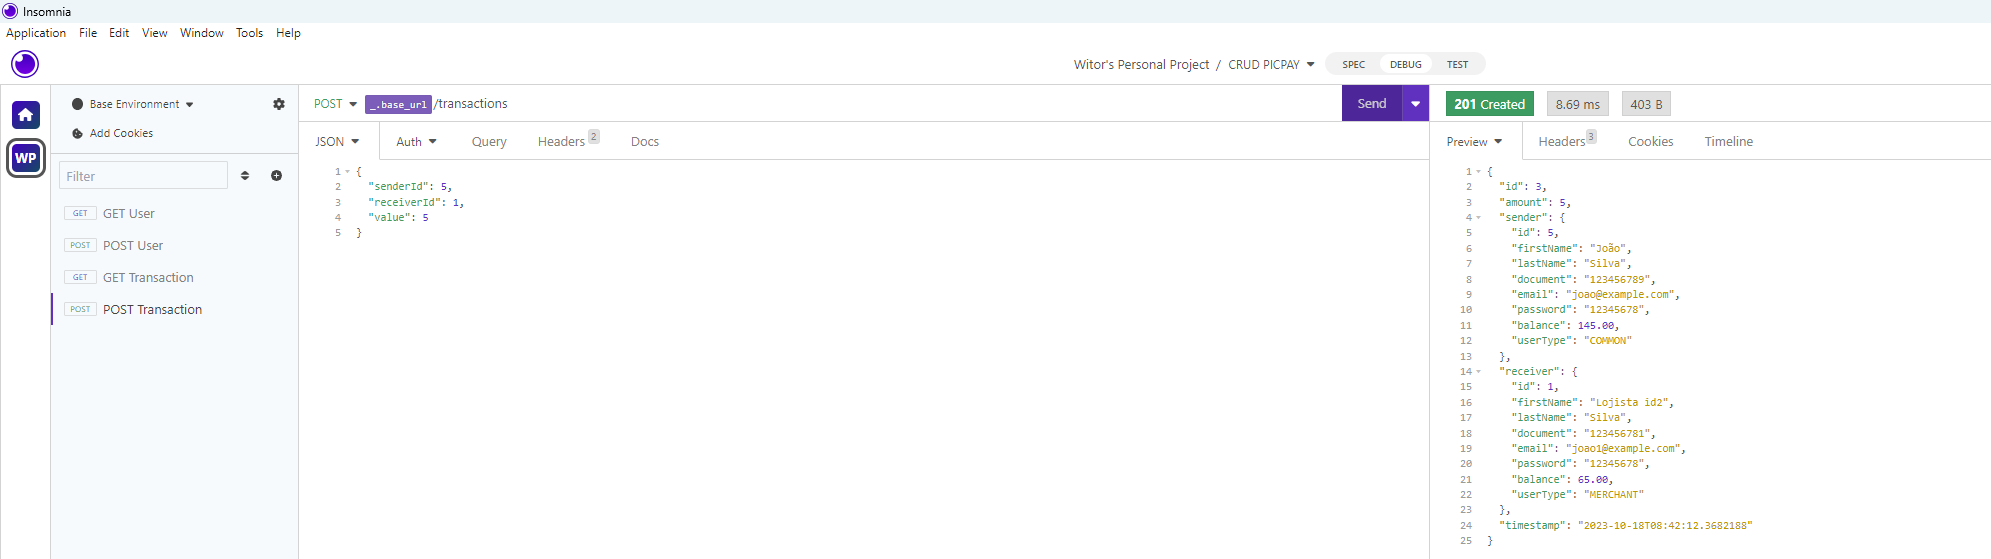 Insomnia
Application File Edit View Window Tools Help
Witor's Personal Project / CRUD PICPAY SPEC DEBUG TEST
WP
Base Environment
Add Cookies
Filter
GET GET User
POST POST User
GET GET Transaction
POST POST Transaction
POST _.base_url /transactions Send
JSON Auth Query Headers 2 Docs
1 {
2 "senderId": 5,
3 "receiverId": 1,
4 "value": 5
5 }
201 Created 8.69 ms 403 B
Preview Headers 3 Cookies Timeline
1 {
2 "id": 3,
3 "amount": 5,
4 "sender": {
5 "id": 5,
6 "firstName": "João",
7 "lastName": "Silva",
8 "document": "123456789",
9 "email": "joao@example.com",
10 "password": "12345678",
11 "balance": 145.00,
12 "userType": "COMMON"
13 },
14 "receiver": {
15 "id": 1,
16 "firstName": "Lojista id2",
17 "lastName": "Silva",
18 "document": "123456781",
19 "email": "joao1@example.com",
20 "password": "12345678",
21 "balance": 65.00,
22 "userType": "MERCHANT"
23 },
24 "timestamp": "2023-10-18T08:42:12.3682188"
25 }